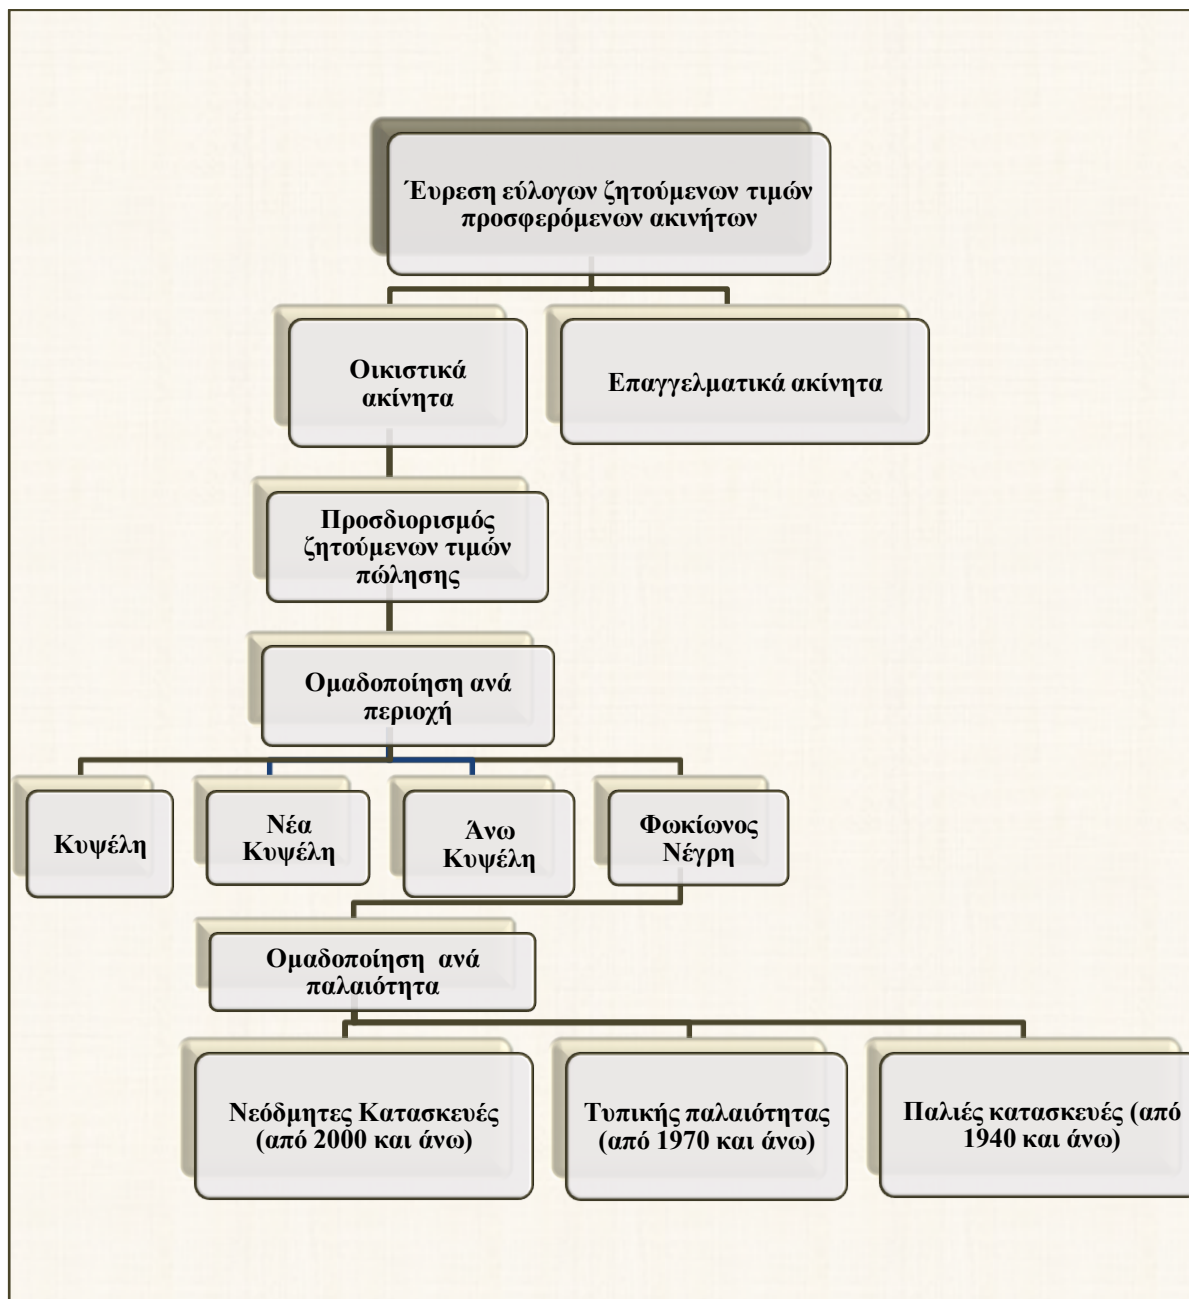 Έυρεση εύλογων ζητούμενων τιμών
προσφερόμενων ακινήτων
Οικιστικά
ακίνητα
Επαγγελματικά ακίνητα
Προσδιορισμός
ζητούμενων τιμών
πώλησης
Ομαδοποίηση ανά
περιοχή
Κυψέλη
Νέα
Κυψέλη
Άνω
Κυψέλη
Φωκίωνος
Νέγρη
Ομαδοποίηση ανά
παλαιότητα
Νεόδμητες Κατασκευές
(από 2000 και άνω)
Τυπικής παλαιότητας
(από 1970 και άνω)
Παλιές κατασκευές (από
1940 και άνω)